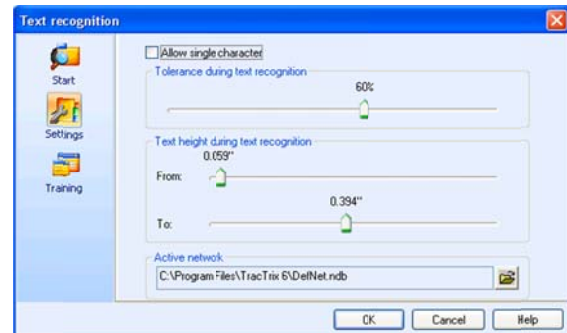 Text recognition
Start
Settings
Training
Allow single character
Tolerance during text recognition
60%
Text height during text recognition
0.059"
From:
0.394"
To:
Active network
C:\Program Files\TracTrix 6\DefNet.ndb
OK Cancel Help